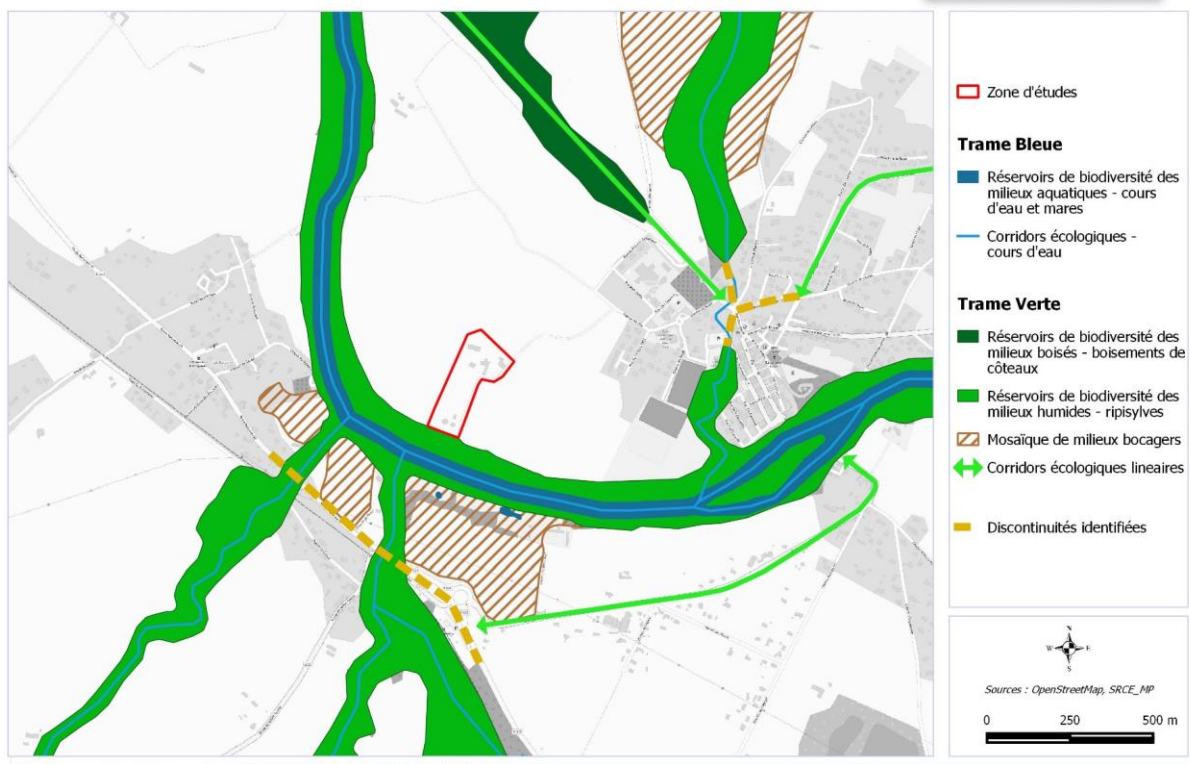 Zone d'études
Trame Bleue
Réservoirs de biodiversité des
milieux aquatiques - cours
d'eau et mares
Corridors écologiques -
cours d'eau
Trame Verte
Réservoirs de biodiversité des
milieux boisés - boisements de
côteaux
Réservoirs de biodiversité des
milieux humides - ripisylves
Mosaïque de milieux bocagers
Corridors écologiques lineaires
Discontinuités identifiées
N
W E
S
Sources : OpenStreetMap, SRCE_MP
0 250 500 m